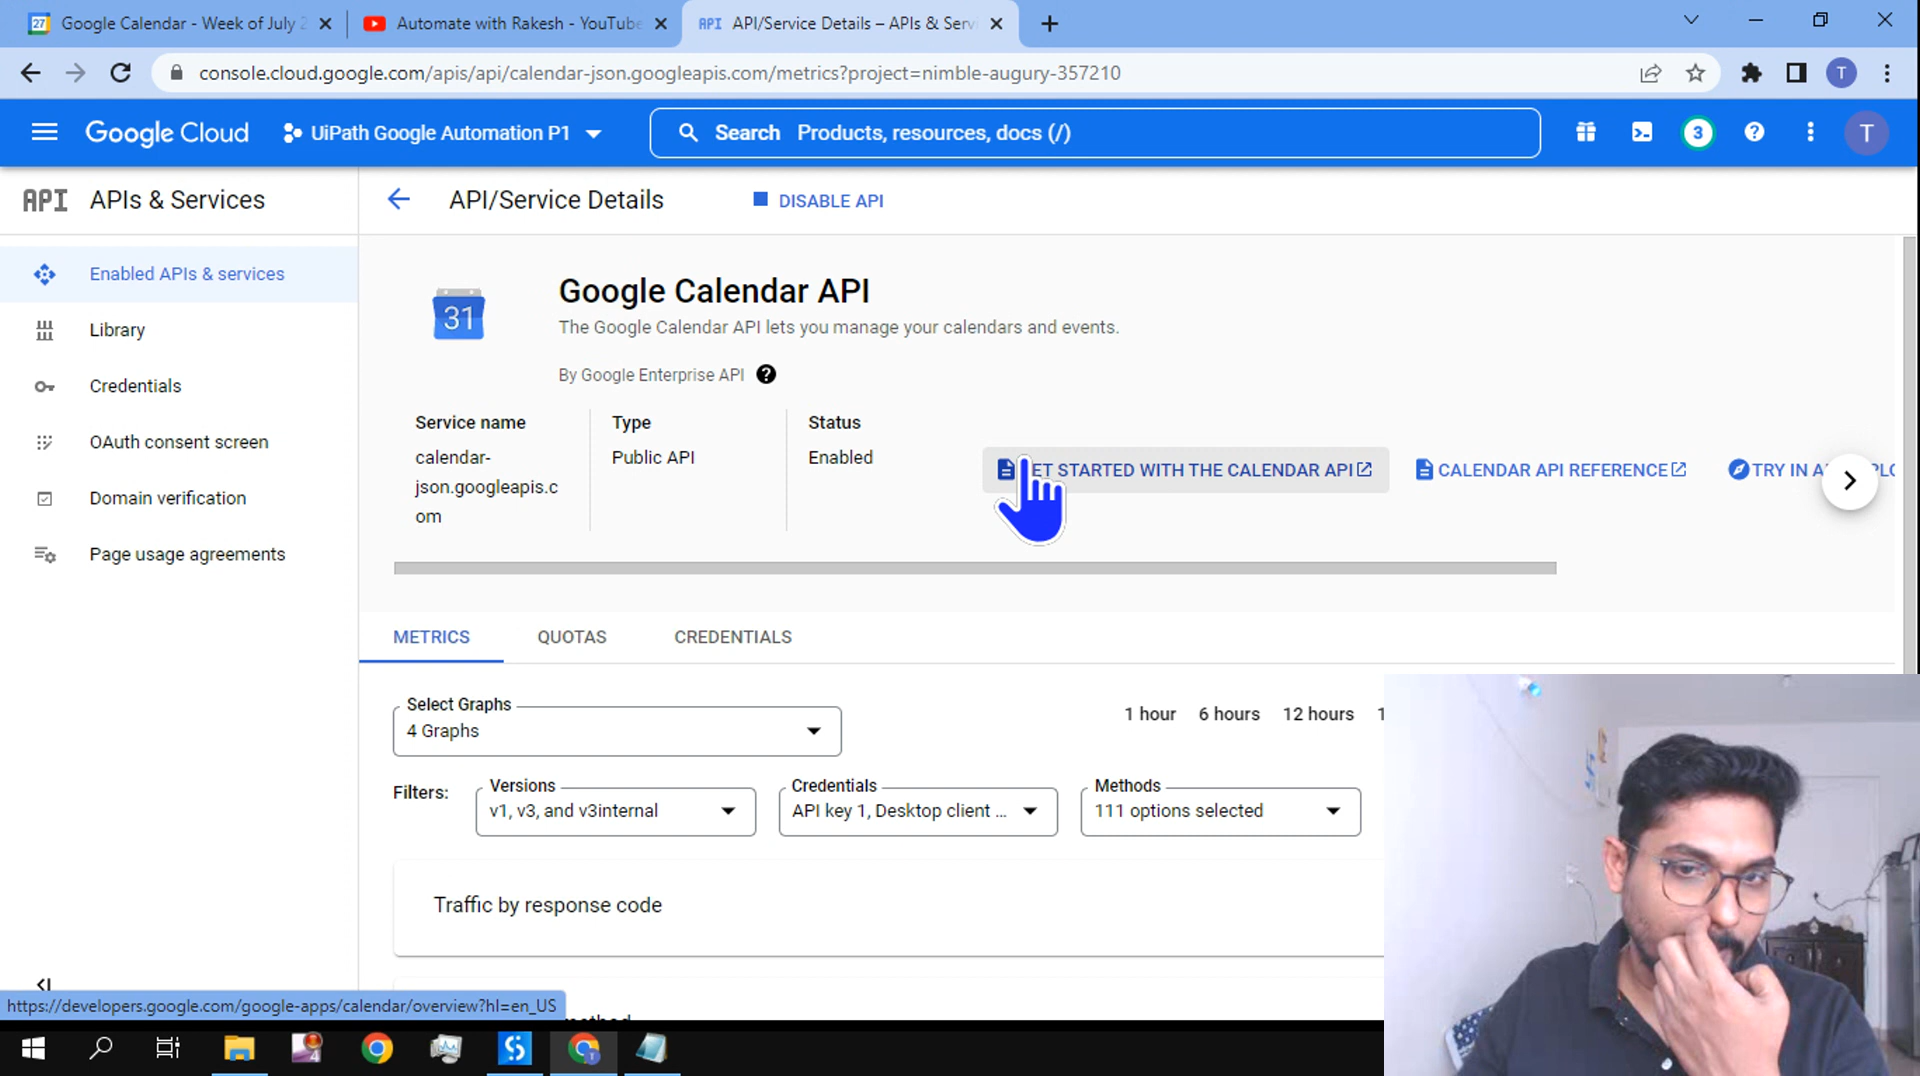 27 Google Calendar - Week of July 2
Automate with Rakesh - YouTube
API API/Service Details – APIs & Serv
console.cloud.google.com/apis/api/calendar-json.googleapis.com/metrics?project=nimble-augury-357210
T
Google Cloud
UiPath Google Automation P1
Search Products, resources, docs (/)
3
T
API APIs & Services
API/Service Details
DISABLE API
Enabled APIs & services
Library
Credentials
OAuth consent screen
Domain verification
Page usage agreements
31
Google Calendar API
The Google Calendar API lets you manage your calendars and events.
By Google Enterprise API
Service name
Type
Status
calendar-
json.googleapis.c
om
Public API
Enabled
ET STARTED WITH THE CALENDAR API
CALENDAR API REFERENCE
TRY IN A
METRICS
QUOTAS
CREDENTIALS
Select Graphs
4 Graphs
1 hour
6 hours
12 hours
1
Filters:
Versions
v1, v3, and v3internal
Credentials
API key 1, Desktop client ...
Methods
111 options selected
Traffic by response code
https://developers.google.com/google-apps/calendar/overview?hl=en_US